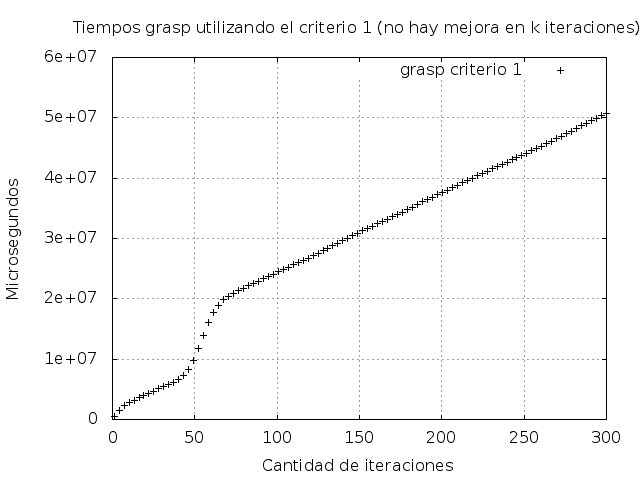 Tiempos grasp utilizando el criterio 1 (no hay mejora en k iteraciones)
6e+07
grasp criterio 1
5e+07
4e+07
3e+07
2e+07
1e+07
0
Microsegundos
0 50 100 150 200 250 300
Cantidad de iteraciones